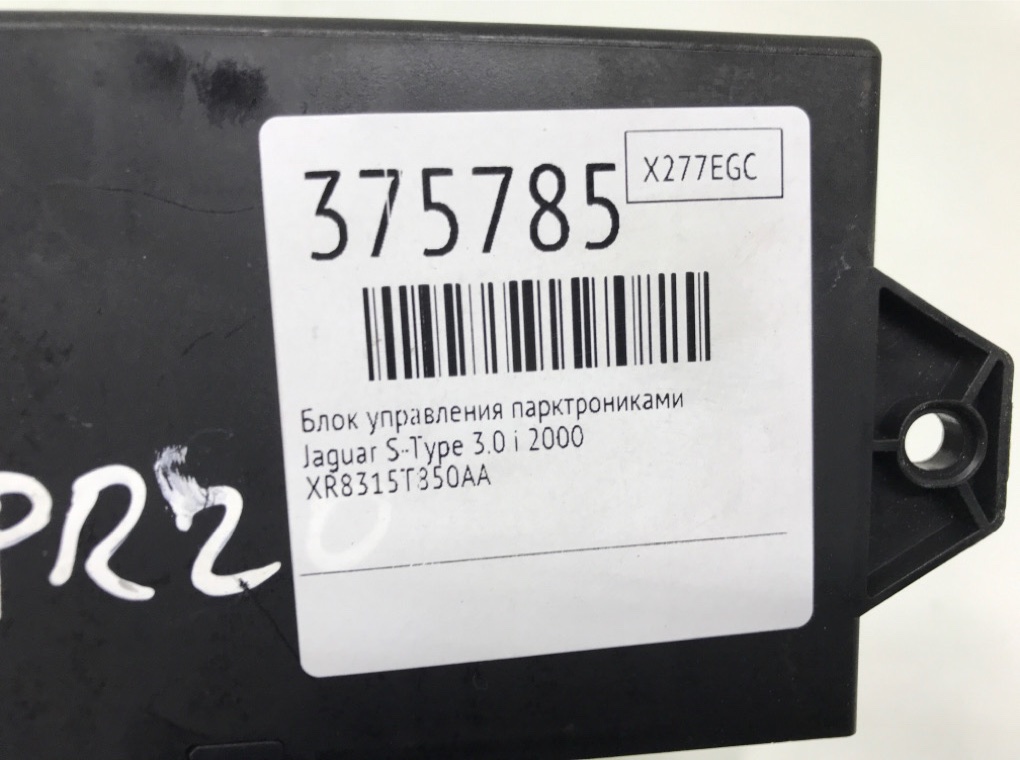 375785
X277EGC
Блок управления парктрониками
Jaguar S-Type 3.0 i 2000
XR8315T850AA
PR2